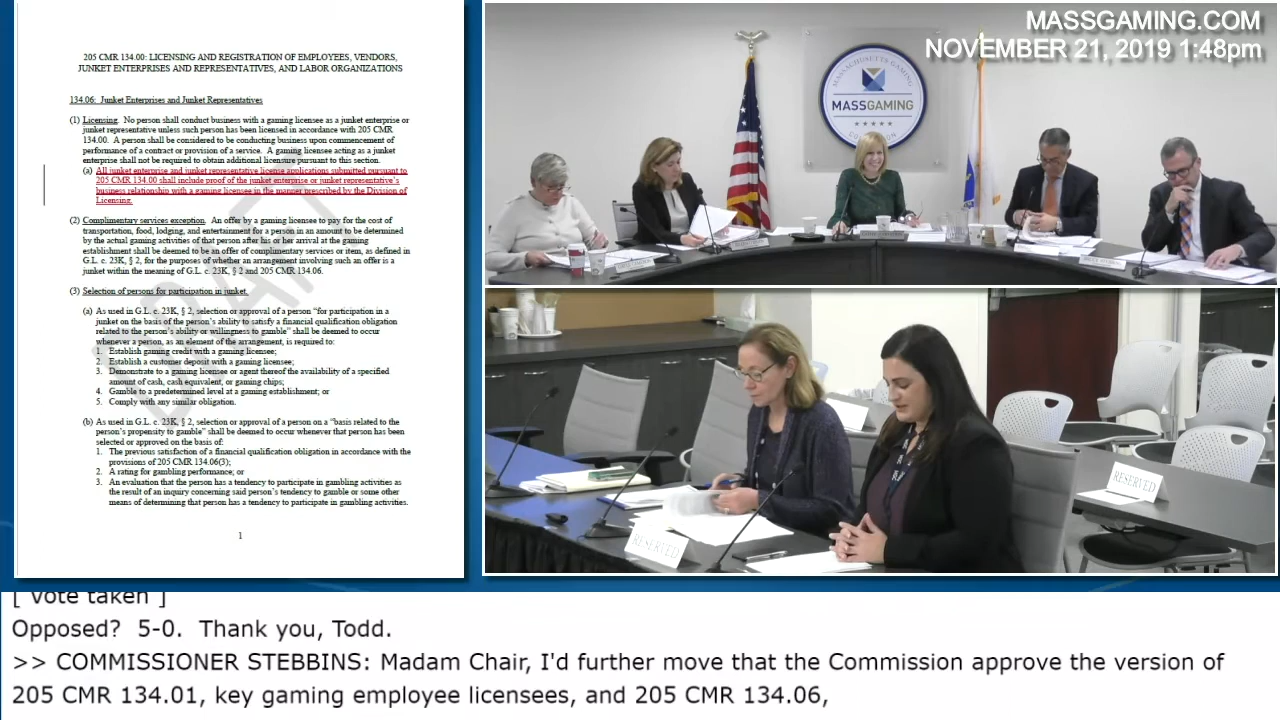 205 CMR 134.00: LICENSING AND REGISTRATION OF EMPLOYEES, VENDORS,
JUNKET ENTERPRISES AND REPRESENTATIVES, AND LABOR ORGANIZATIONS
134.06: Junket Enterprises and Junket Representatives
(1) Licensing. No person shall conduct business with a gaming licensee as a junket enterprise or
junket representative unless such person has been licensed in accordance with 205 CMR
134.00. A person shall be considered to be conducting business upon commencement of
performance of a contract or provision of a service. A gaming licensee acting as a junket
enterprise shall not be required to obtain additional licensure pursuant to this section.
(a) All junket enterprise and junket representative license applications submitted pursuant to
205 CMR 134.00 shall include proof of the junket enterprise or junket representative's
business relationship with a gaming licensee in the manner prescribed by the Division of
Licensing.
(2) Complimentary services exception. An offer by a gaming licensee to pay for the cost of
transportation, food, lodging, and entertainment for a person in an amount to be determined
by the actual gaming activities of that person after his or her arrival at the gaming
establishment shall be deemed to be an offer of complimentary services or item, as defined in
G.L. c. 23K, § 2, for the purposes of whether an arrangement involving such an offer is a
junket within the meaning of G.L. c. 23K, § 2 and 205 CMR 134.06.
(3) Selection of persons for participation in junket.
(a) As used in G.L. c. 23K, § 2, selection or approval of a person "for participation in a
junket on the basis of the person's ability to satisfy a financial qualification obligation
related to the person's ability or willingness to gamble" shall be deemed to occur
whenever a person, as an element of the arrangement, is required to:
1. Establish gaming credit with a gaming licensee;
2. Establish a customer deposit with a gaming licensee;
3. Demonstrate to a gaming licensee or agent thereof the availability of a specified
amount of cash, cash equivalent, or gaming chips;
4. Gamble to a predetermined level at a gaming establishment; or
5. Comply with any similar obligation.
(b) As used in G.L. c. 23K, § 2, selection or approval of a person on a "basis related to the
person's propensity to gamble" shall be deemed to occur whenever that person has been
selected or approved on the basis of:
1. The previous satisfaction of a financial qualification obligation in accordance with the
provisions of 205 CMR 134.06(3);
2. A rating for gambling performance; or
3. An evaluation that the person has a tendency to participate in gambling activities as
the result of an inquiry concerning said person's tendency to gamble or some other
means of determining that person has a tendency to participate in gambling activities.
1
DRAFT
MASSGAMING.COM
NOVEMBER 21, 2019 1:48pm
MASSACHUSETTS GAMING
MASSGAMING
COMMISSION
RESERVED
RESERVED
[ Vote taken ]
Opposed? 5-0. Thank you, Todd.
>> COMMISSIONER STEBBINS: Madam Chair, I'd further move that the Commission approve the version of
205 CMR 134.01, key gaming employee licensees, and 205 CMR 134.06,